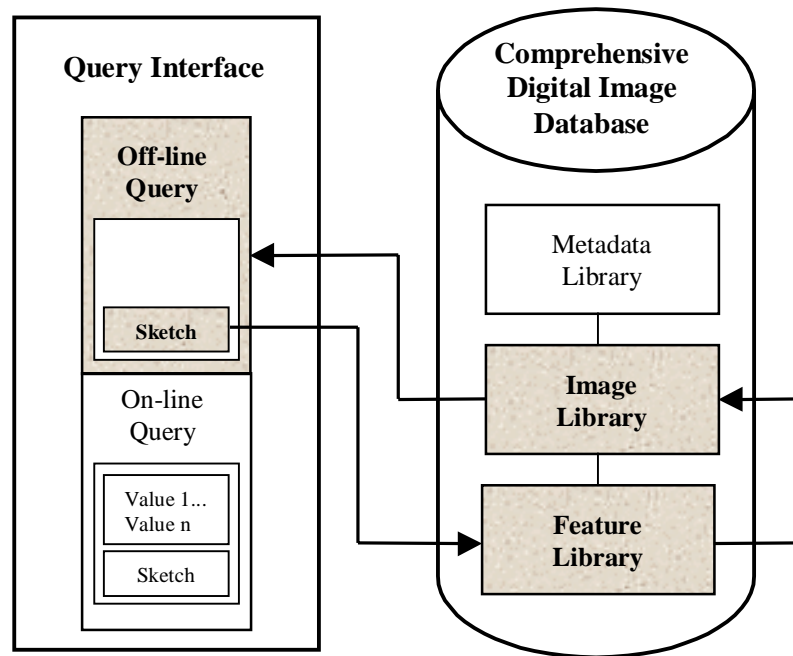 Query Interface
Off-line
Query
Sketch
On-line
Query
Value 1...
Value n
Sketch
Comprehensive
Digital Image
Database
Metadata
Library
Image
Library
Feature
Library